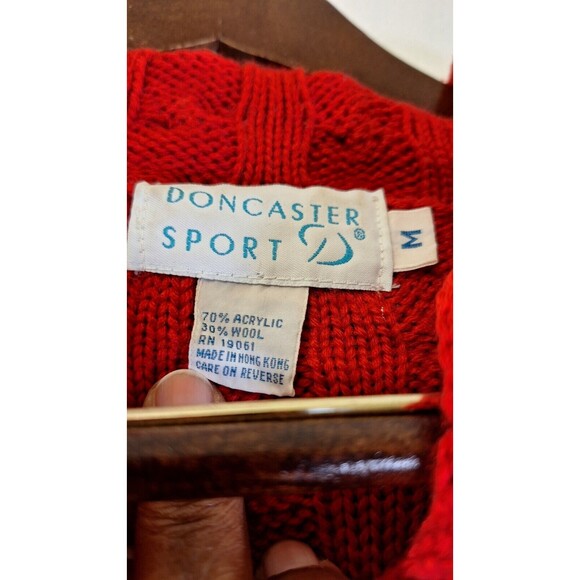 DONCASTER
SPORT ®
M
70% ACRYLIC
30% WOOL
RN 19061
MADE IN HONG KONG
CARE ON REVERSE